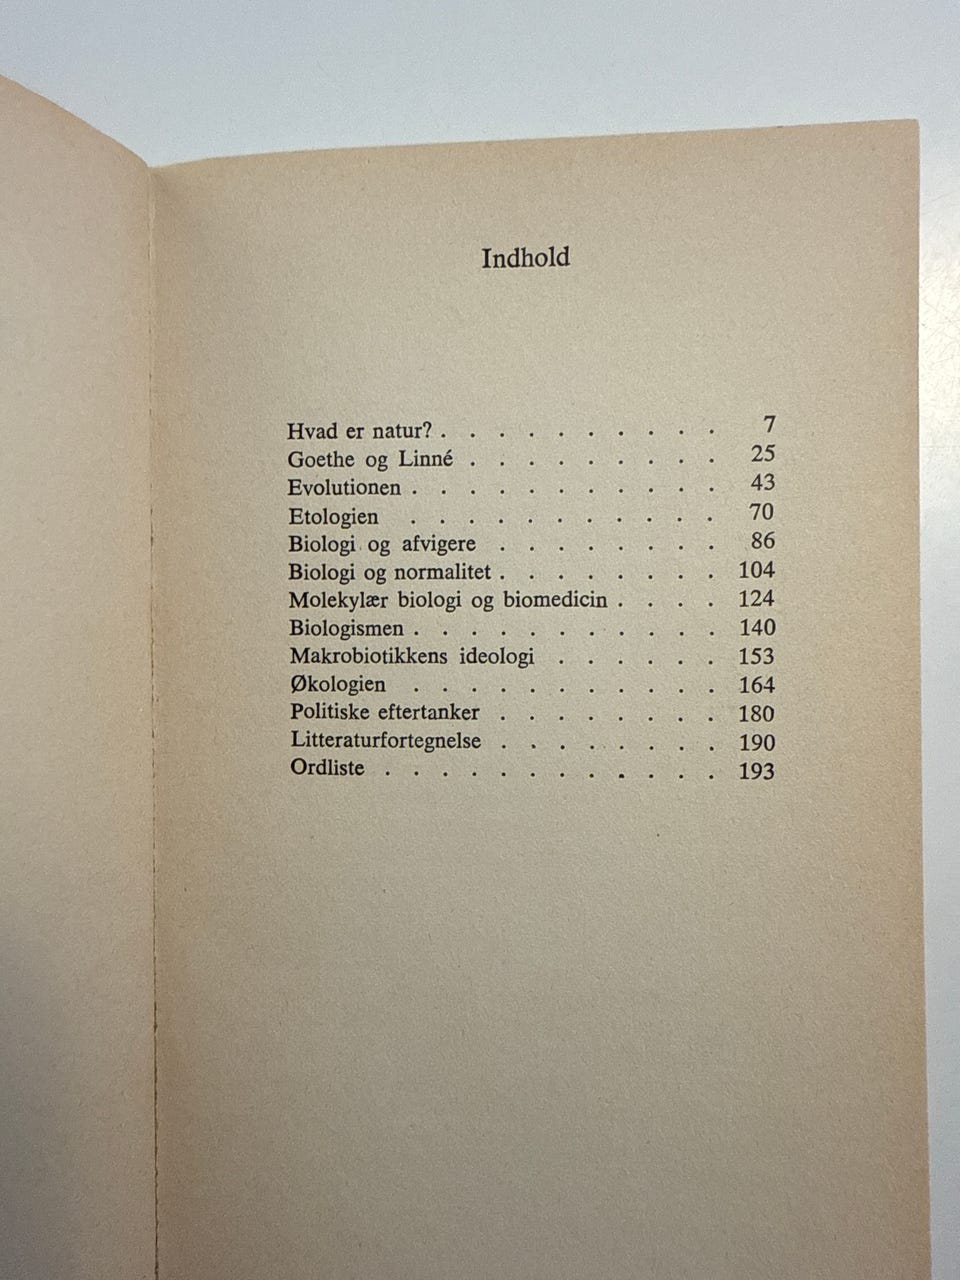 Indhold
Hvad er natur? . . . . . . . . . . 7
Goethe og Linné . . . . . . . . . 25
Evolutionen . . . . . . . . . . . 43
Etologien . . . . . . . . . . . 70
Biologi og afvigere . . . . . . . . 86
Biologi og normalitet . . . . . . . . 104
Molekylær biologi og biomedicin . . . . 124
Biologismen . . . . . . . . . . . 140
Makrobiotikkens ideologi . . . . . . 153
Økologien . . . . . . . . . . . 164
Politiske eftertanker . . . . . . . . 180
Litteraturfortegnelse . . . . . . . . 190
Ordliste . . . . . . . . . . . . 193